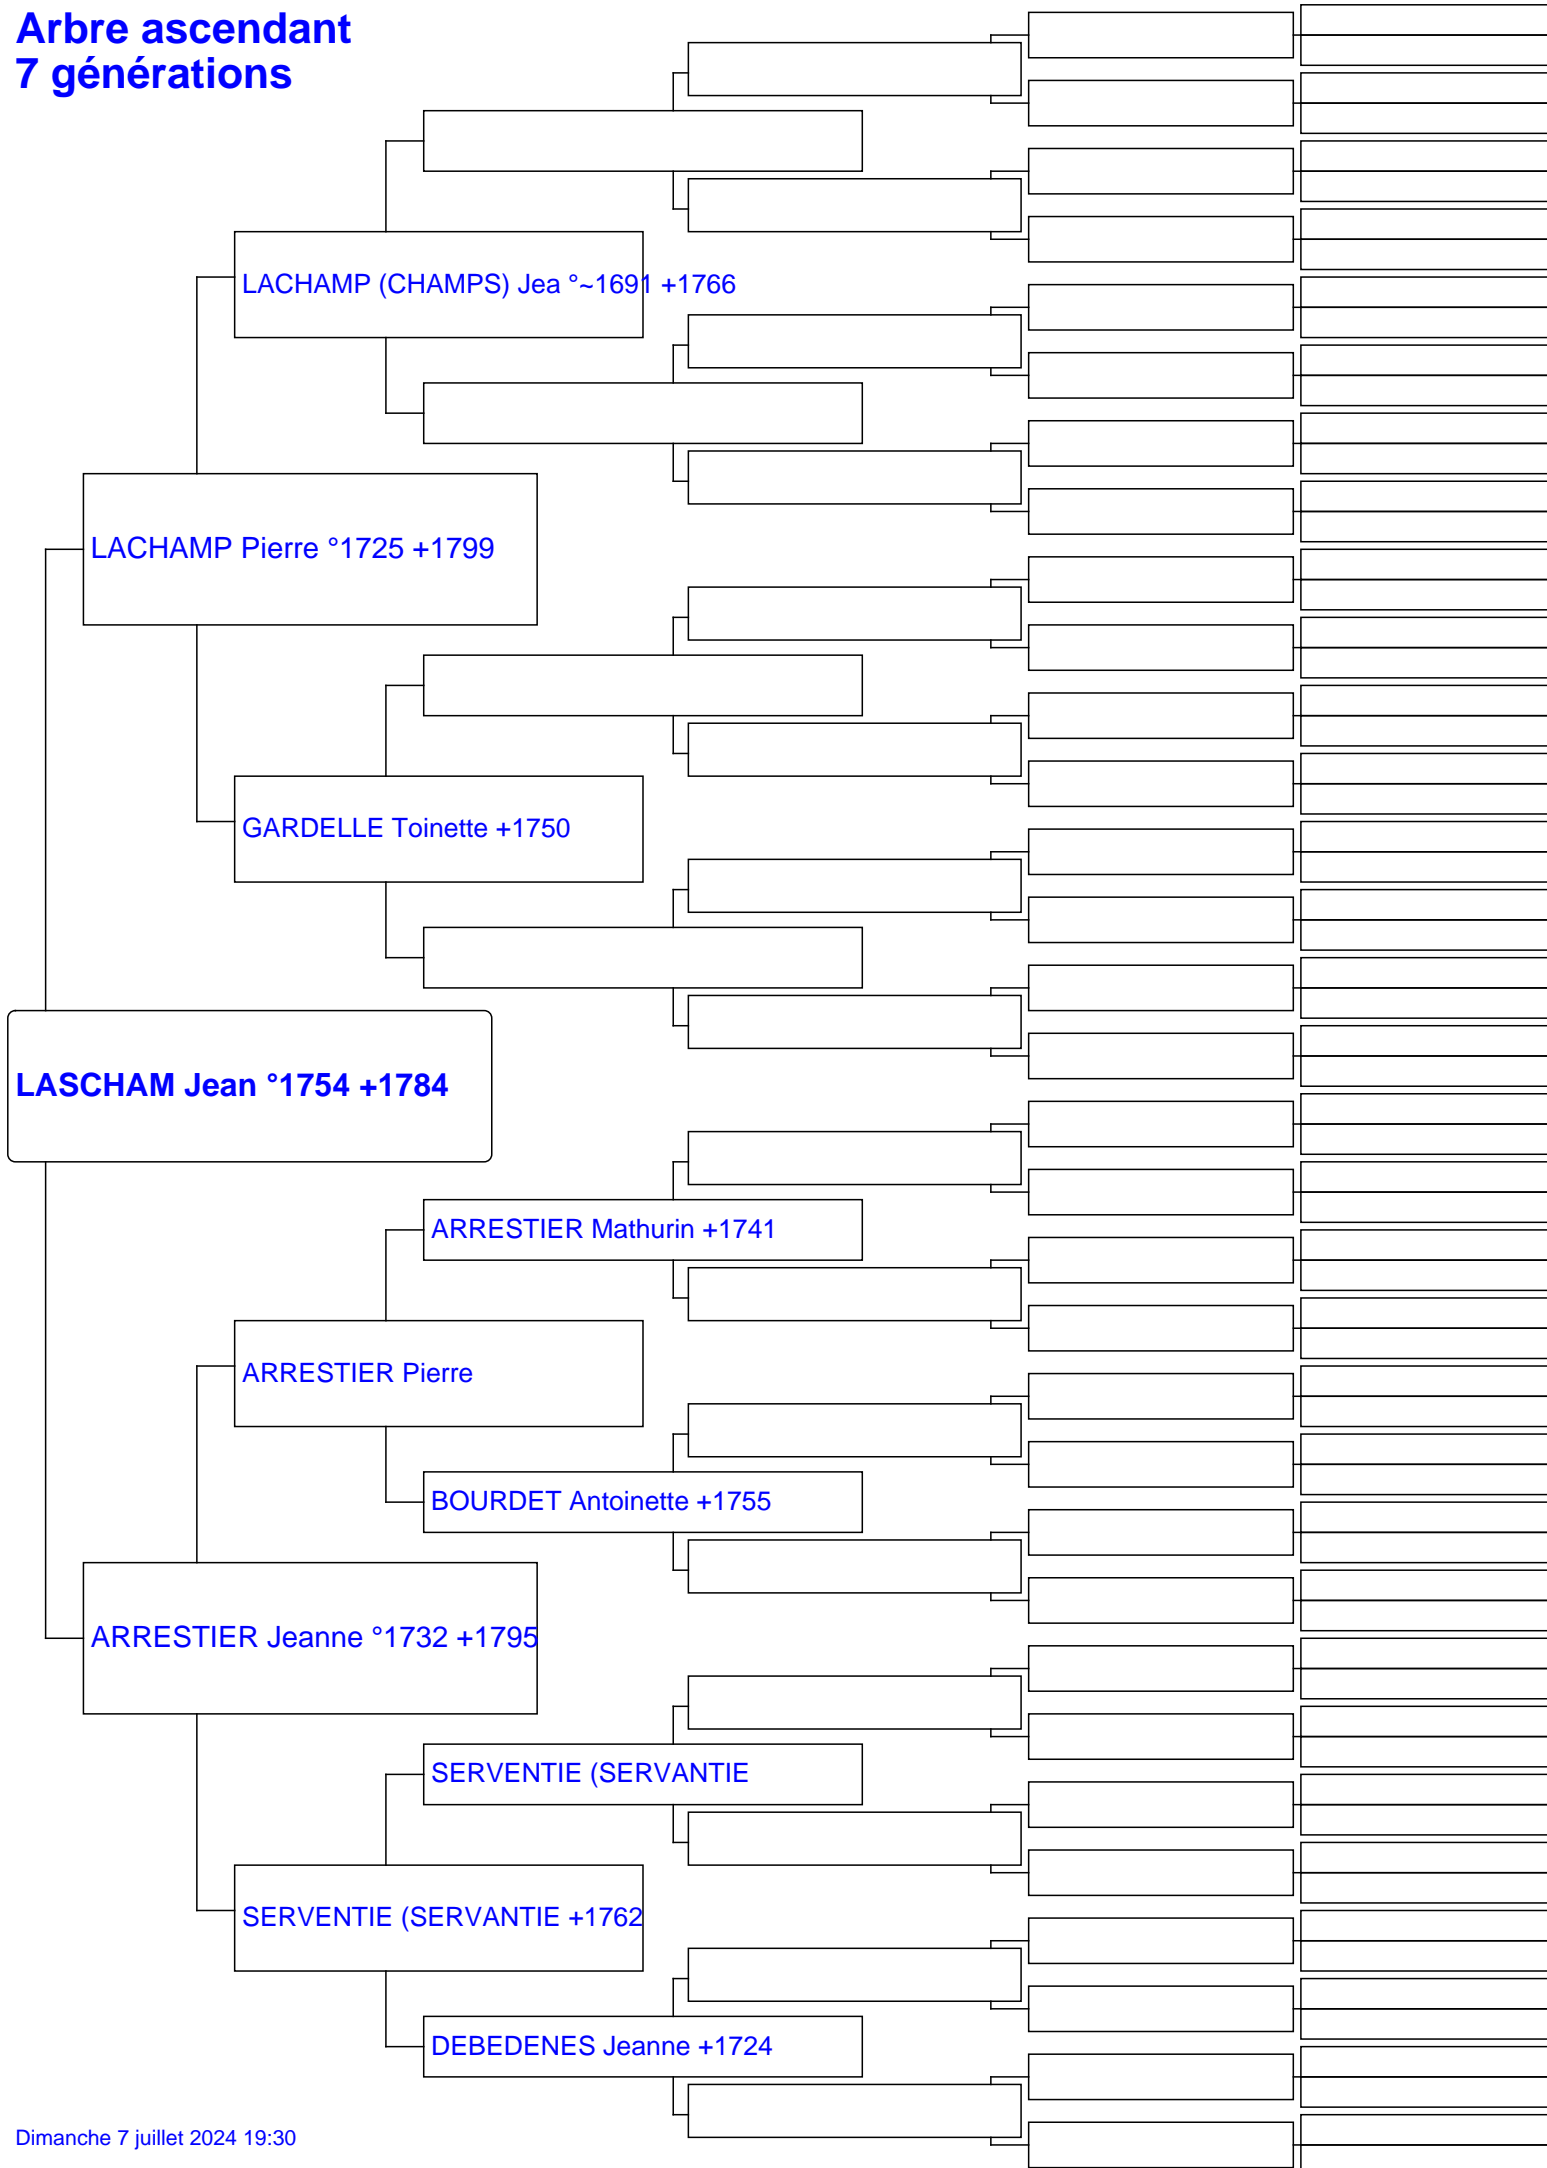 Arbre ascendant
7 générations
LACHAMP (CHAMPS) Jea °~1691 +1766
LACHAMP Pierre °1725 +1799
GARDELLE Toinette +1750
LASCHAM Jean °1754 +1784
ARRESTIER Mathurin +1741
ARRESTIER Pierre
BOURDET Antoinette +1755
ARRESTIER Jeanne °1732 +1795
SERVENTIE (SERVANTIE
SERVENTIE (SERVANTIE +1762
DEBEDENES Jeanne +1724
Dimanche 7 juillet 2024 19:30